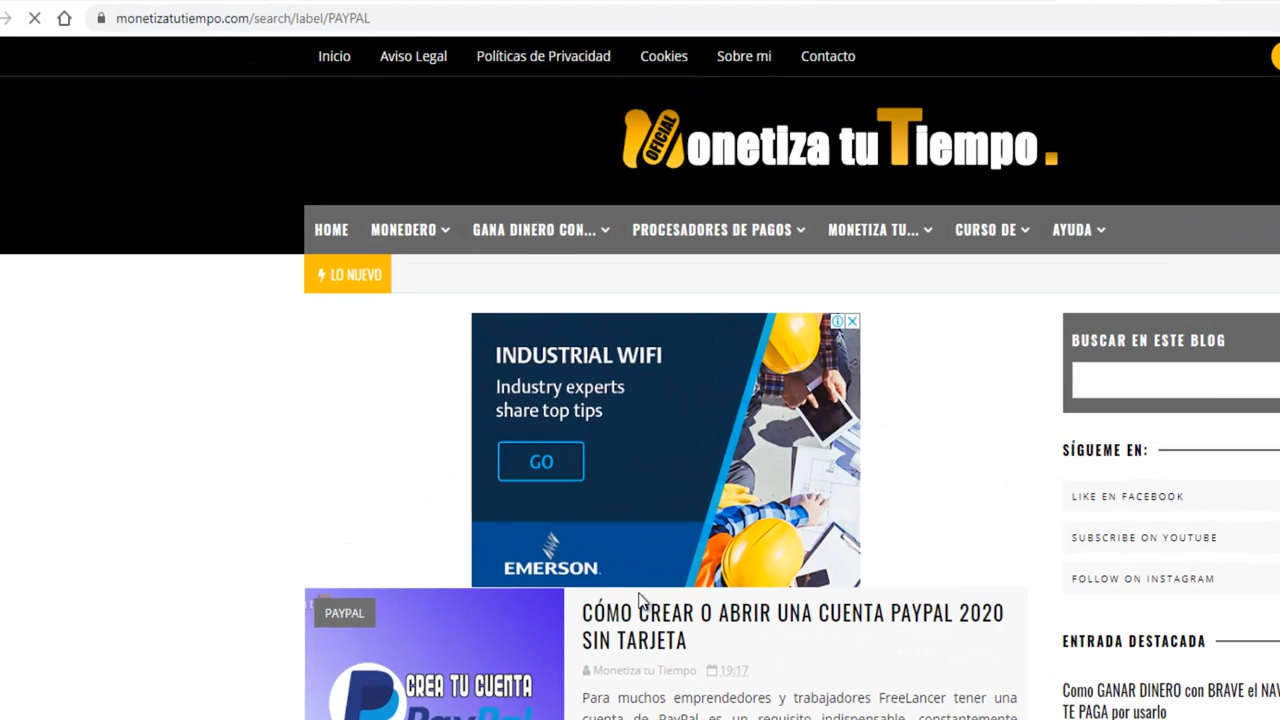 monetizatutiempo.com/search/label/PAYPAL
Inicio Aviso Legal Políticas de Privacidad Cookies Sobre mi Contacto
OFICIAL
Monetiza tu Tiempo.
HOME MONEDERO GANA DINERO CON... PROCESADORES DE PAGOS MONETIZA TU... CURSO DE AYUDA
LO NUEVO
INDUSTRIAL WIFI
Industry experts
share top tips
GO
EMERSON
BUSCAR EN ESTE BLOG
SÍGUEME EN:
LIKE EN FACEBOOK
SUBSCRIBE ON YOUTUBE
FOLLOW ON INSTAGRAM
ENTRADA DESTACADA
Como GANAR DINERO con BRAVE el NAV
TE PAGA por usarlo
PAYPAL
CREA TU CUENTA
PayPal
CÓMO CREAR O ABRIR UNA CUENTA PAYPAL 2020
SIN TARJETA
Monetiza tu Tiempo 19:17
Para muchos emprendedores y trabajadores FreeLancer tener una
cuenta de PayPal es un requisito indispensable, constantemente